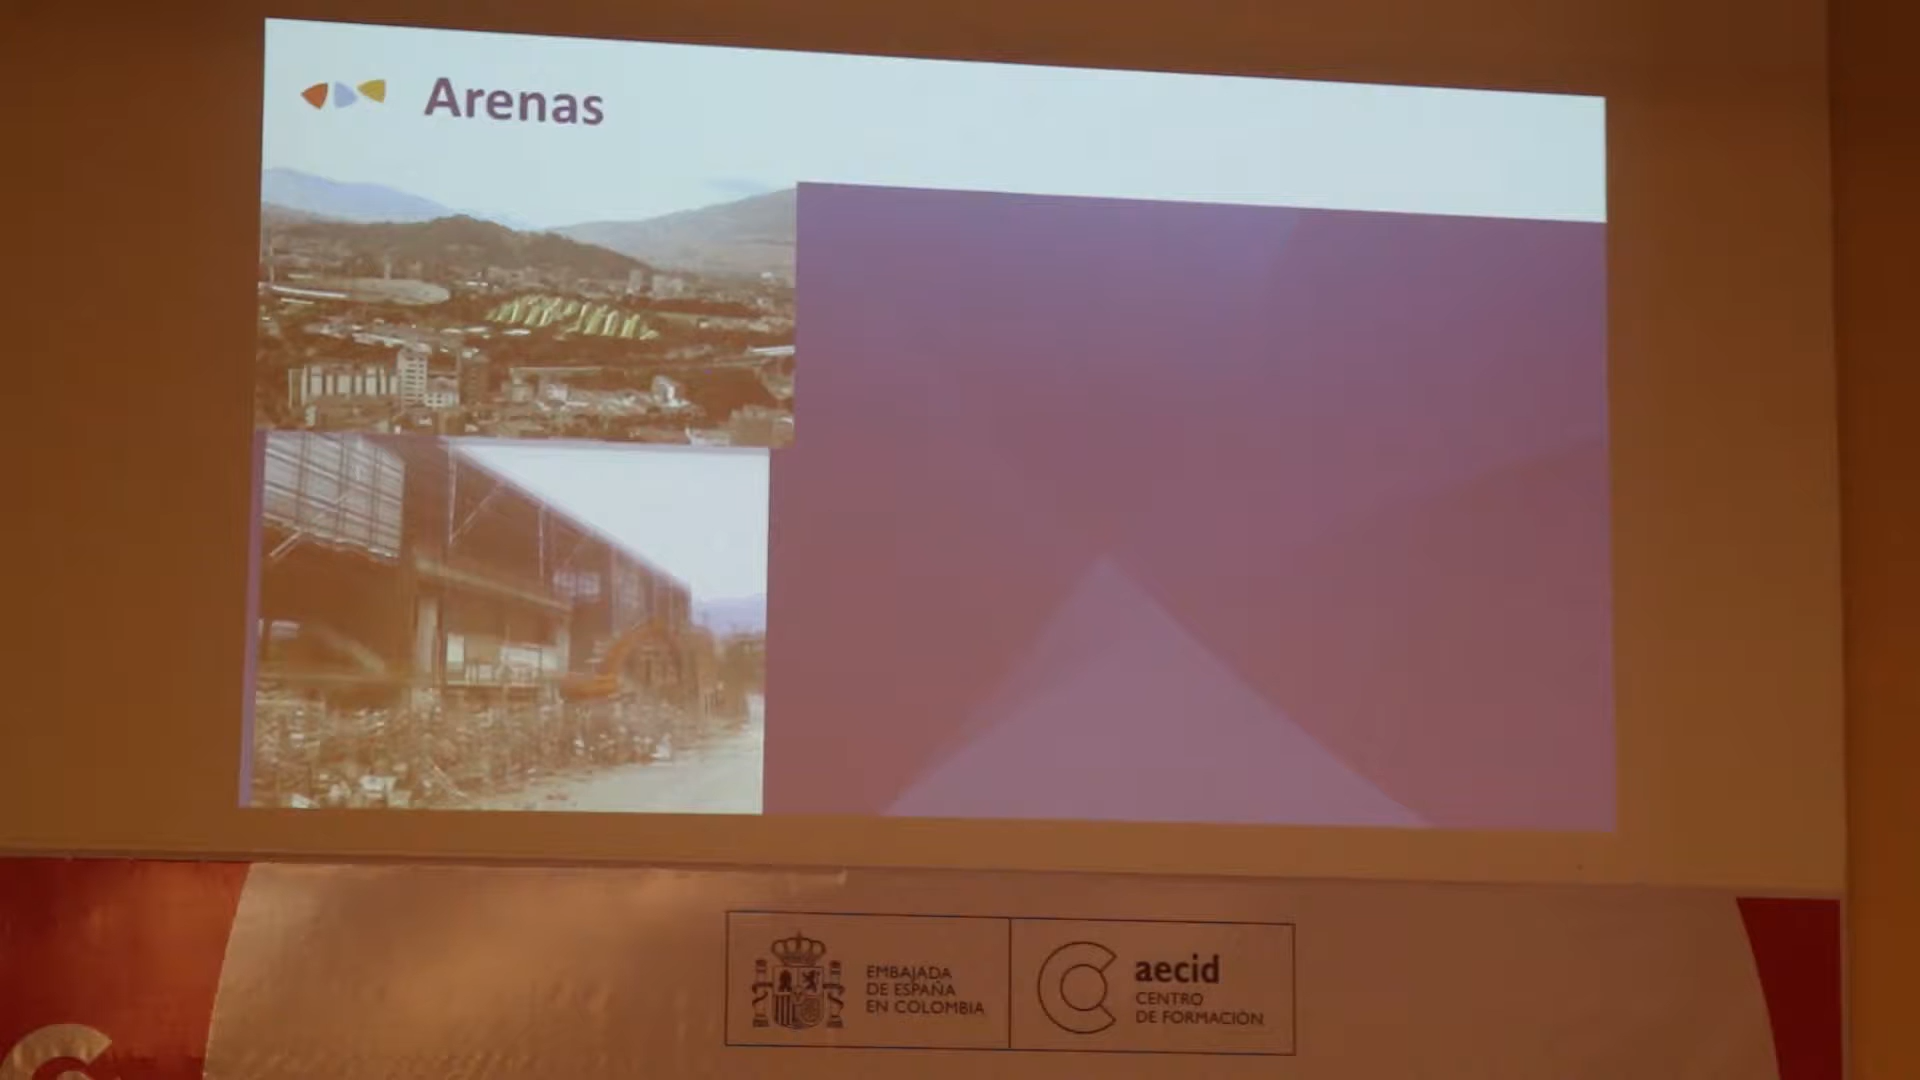 Arenas
EMBAJADA
DE ESPAÑA
EN COLOMBIA
aecid
CENTRO
DE FORMACIÓN